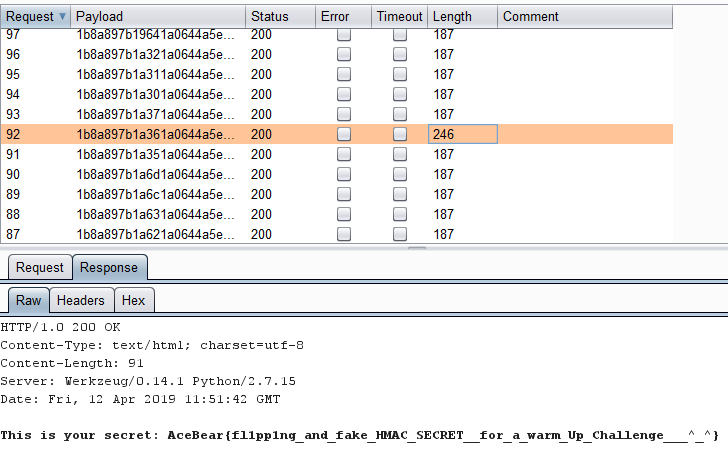 Request Payload Status Error Timeout Length Comment
97 1b8a897b19641a0644a5e... 200 187
96 1b8a897b1a321a0644a5e... 200 187
95 1b8a897b1a311a0644a5e... 200 187
94 1b8a897b1a301a0644a5e... 200 187
93 1b8a897b1a371a0644a5e... 200 187
92 1b8a897b1a361a0644a5e... 200 246
91 1b8a897b1a351a0644a5e... 200 187
90 1b8a897b1a6d1a0644a5e... 200 187
89 1b8a897b1a6c1a0644a5e... 200 187
88 1b8a897b1a631a0644a5e... 200 187
87 1b8a897b1a621a0644a5e... 200 187
Request Response
Raw Headers Hex
HTTP/1.0 200 OK
Content-Type: text/html; charset=utf-8
Content-Length: 91
Server: Werkzeug/0.14.1 Python/2.7.15
Date: Fri, 12 Apr 2019 11:51:42 GMT
This is your secret: AceBear{fl1pp1ng_and_fake_HMAC_SECRET__for_a_warm_Up_Challenge___^_^}